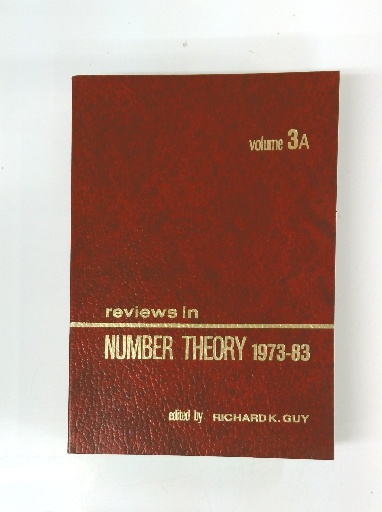 volume 3A
reviews in
NUMBER THEORY 1973-83
edited by RICHARD K. GUY